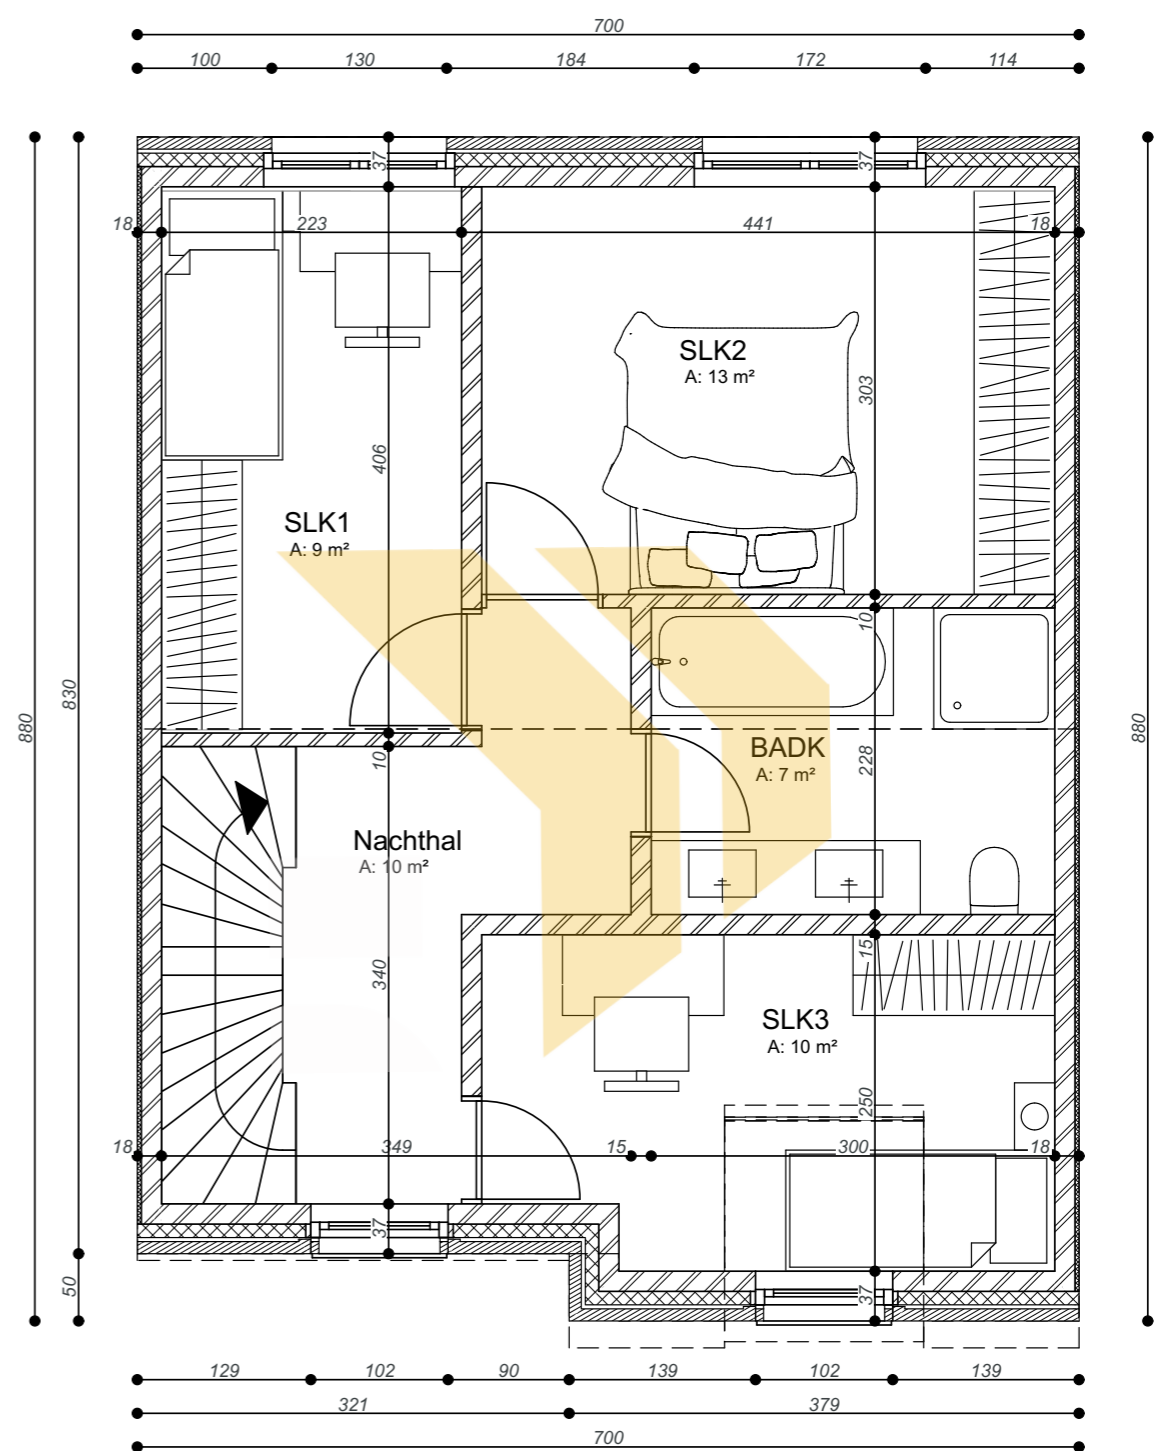 700
100 130 184 172 114
37 37
18 223 441 18
SLK2
A: 13 m²
303
406
SLK1
A: 9 m²
10
880 830 880
BADK
A: 7 m²
228
10
Nachthal
A: 10 m²
15
340
SLK3
A: 10 m²
250
18 349 15 300 18
37
50
37
129 102 90 139 102 139
321 379
700